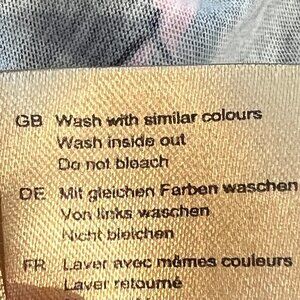 GB Wash with similar colours
Wash inside out
Do not bleach
DE Mit gleichen Farben waschen
Von links waschen
Nicht bleichen
FR Laver avec mêmes couleurs
Laver retourné